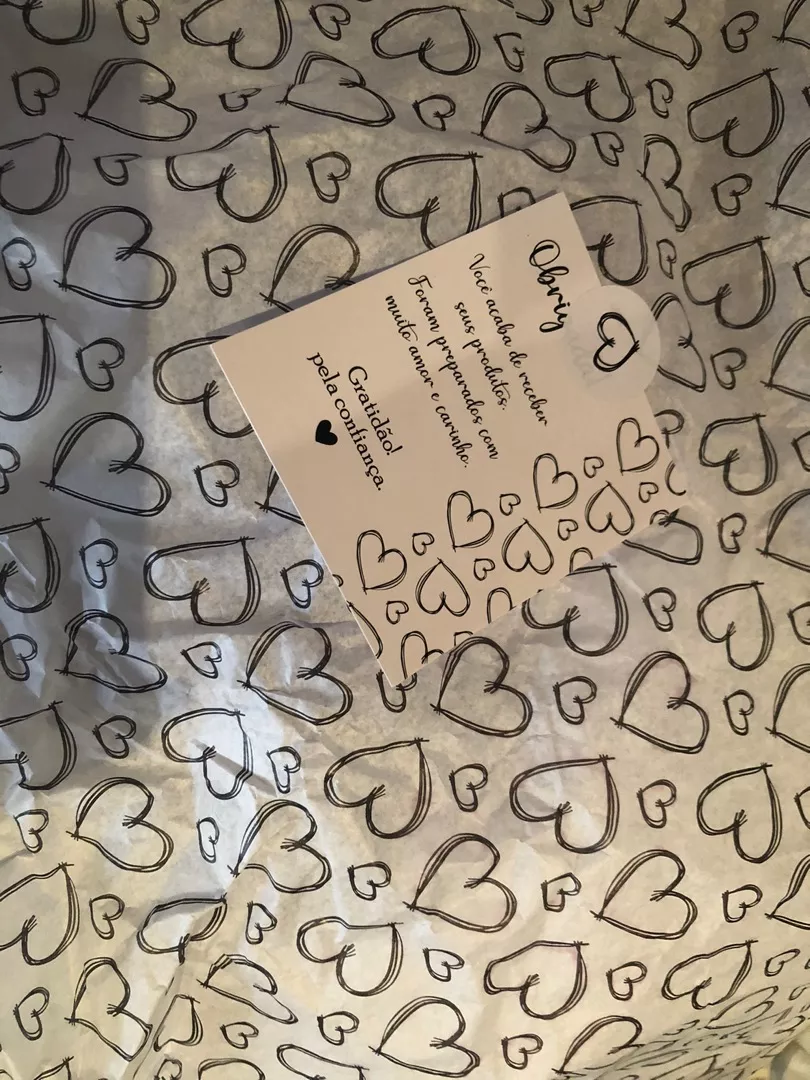 Obrig
Você acaba de receber
seus produtos.
Foram preparados com
muito amor e carinho.
Gratidão!
pela confiança.